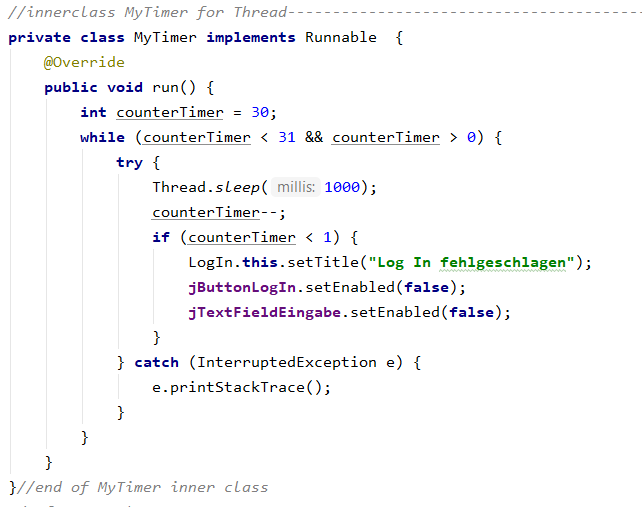 //innerclass MyTimer for Thread---------------------------------------
private class MyTimer implements Runnable  {
@Override
public void run() {
int counterTimer = 30;
while (counterTimer < 31 && counterTimer > 0) {
try {
Thread.sleep( millis: 1000);
counterTimer--;
if (counterTimer < 1) {
LogIn.this.setTitle("Log In fehlgeschlagen");
jButtonLogIn.setEnabled(false);
jTextFieldEingabe.setEnabled(false);
}
} catch (InterruptedException e) {
e.printStackTrace();
}
}
}
}//end of MyTimer inner class